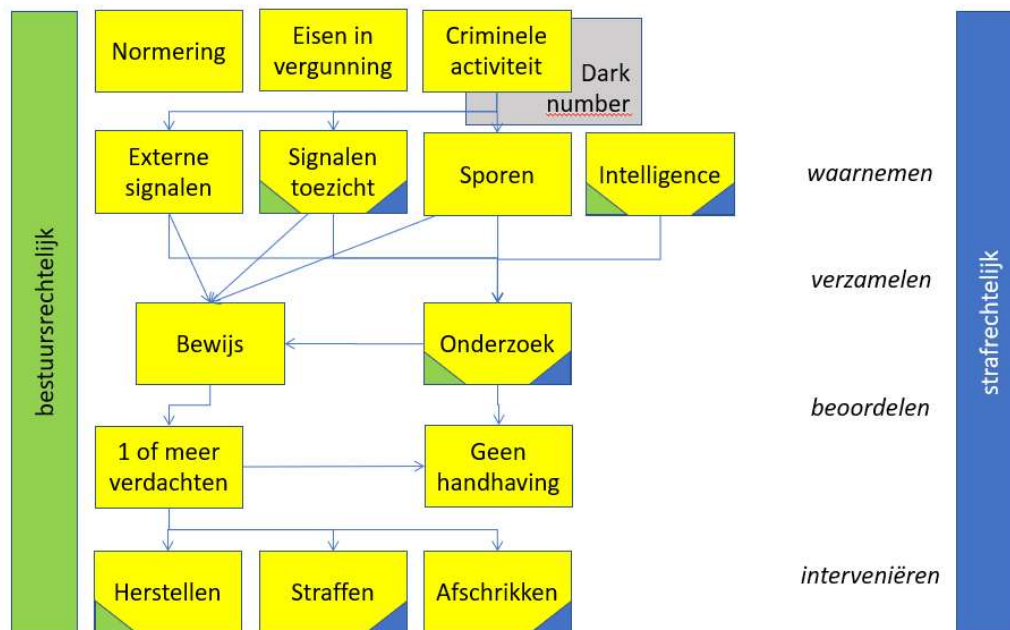 Normering
Eisen in
vergunning
Criminele
activiteit
Dark
number
Externe
signalen
Signalen
toezicht
Sporen
Intelligence
waarnemen
verzamelen
bestuursrechtelijk
strafrechtelijk
Bewijs
Onderzoek
beoordelen
1 of meer
verdachten
Geen
handhaving
Herstellen
Straffen
Afschrikken
interveniëren